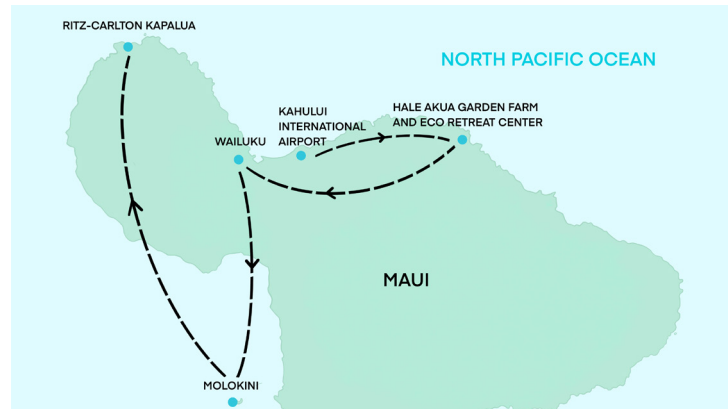 RITZ-CARLTON KAPALUA
NORTH PACIFIC OCEAN
KAHULUI
INTERNATIONAL
AIRPORT
HALE AKUA GARDEN FARM
AND ECO RETREAT CENTER
WAILUKU
MAUI
MOLOKINI